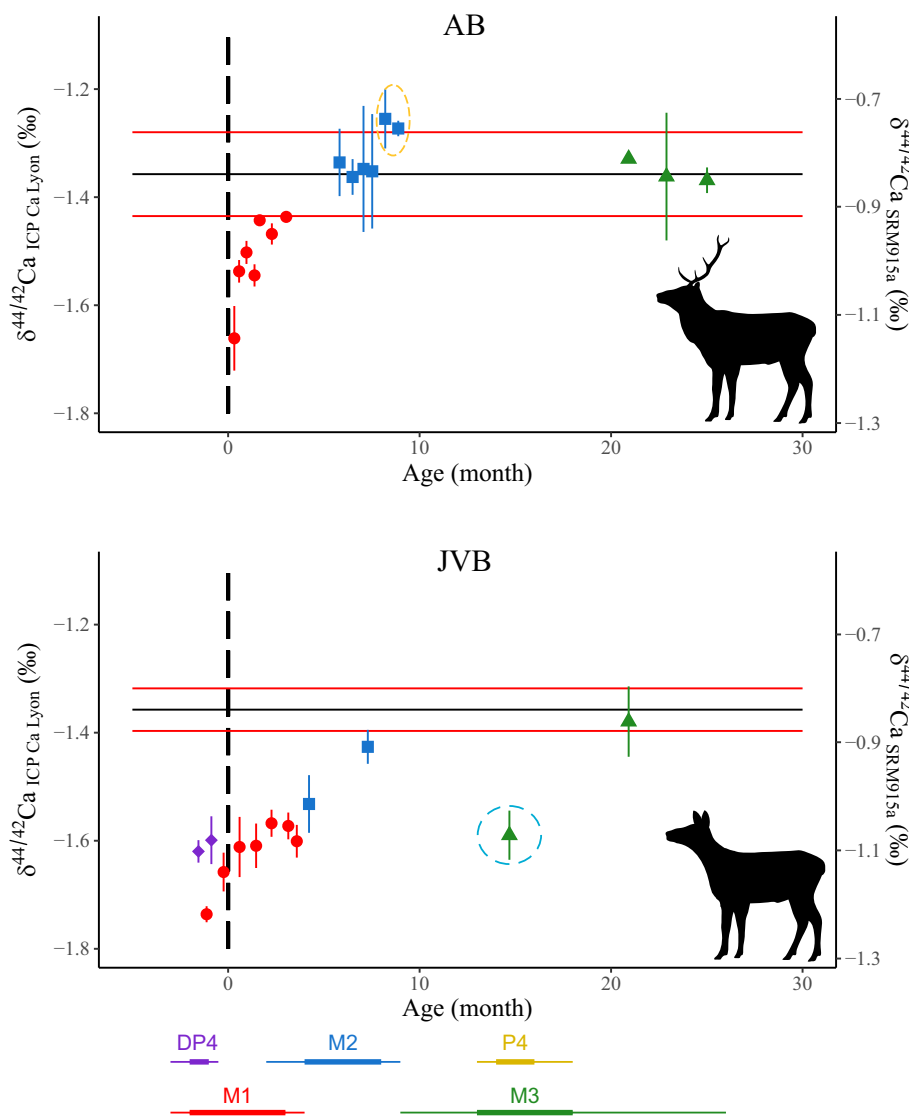 AB
−1.2
−1.4
−1.6
−1.8
δ44/42Ca ICP Ca Lyon (‰)
−0.7
−0.9
−1.1
−1.3
δ44/42Ca SRM915a (‰)
0 10 20 30
Age (month)
JVB
−1.2
−1.4
−1.6
−1.8
δ44/42Ca ICP Ca Lyon (‰)
−0.7
−0.9
−1.1
−1.3
δ44/42Ca SRM915a (‰)
0 10 20 30
Age (month)
DP4 M2 P4
M1 M3